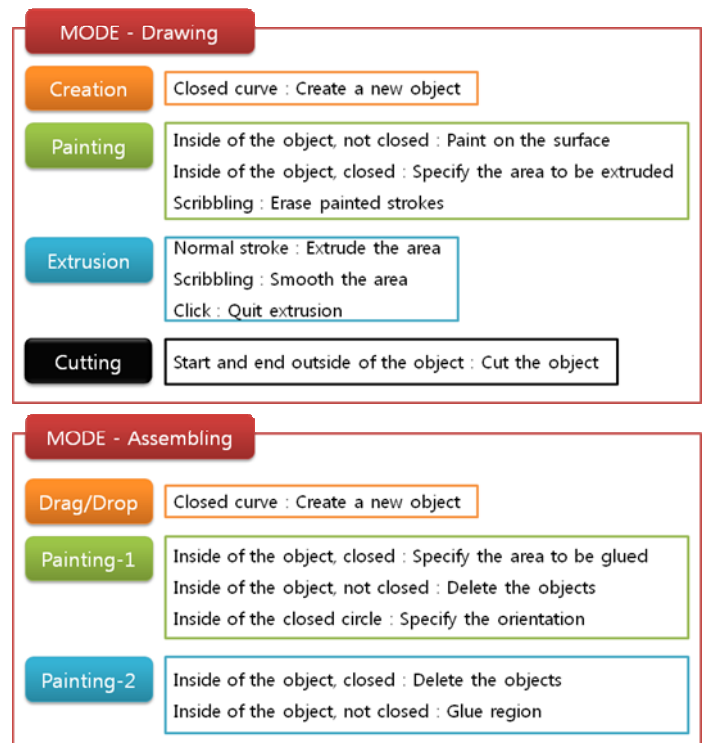 MODE - Drawing
Creation
Closed curve : Create a new object
Painting
Inside of the object, not closed : Paint on the surface
Inside of the object, closed : Specify the area to be extruded
Scribbling : Erase painted strokes
Extrusion
Normal stroke : Extrude the area
Scribbling : Smooth the area
Click : Quit extrusion
Cutting
Start and end outside of the object : Cut the object
MODE - Assembling
Drag/Drop
Closed curve : Create a new object
Painting-1
Inside of the object, closed : Specify the area to be glued
Inside of the object, not closed : Delete the objects
Inside of the closed circle : Specify the orientation
Painting-2
Inside of the object, closed : Delete the objects
Inside of the object, not closed : Glue region